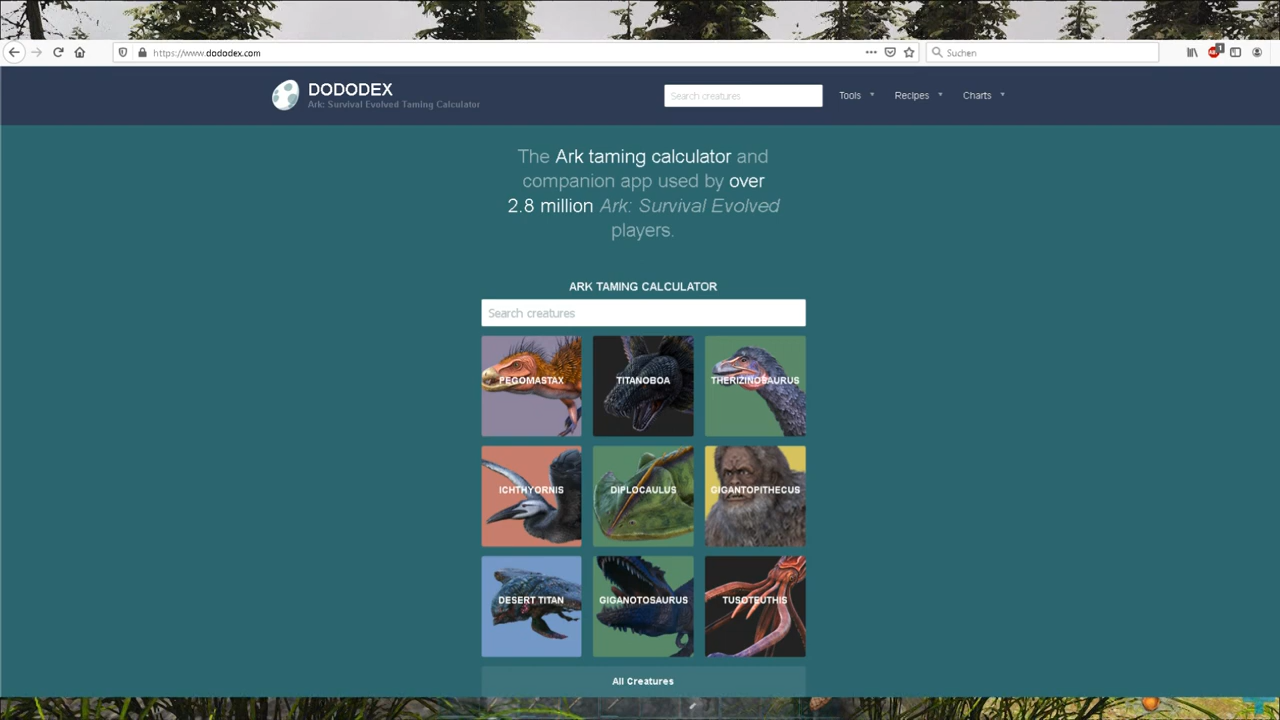 https://www.dododex.com
Suchen
1
DODODEX
Ark: Survival Evolved Taming Calculator
Search creatures
Tools
Recipes
Charts
The Ark taming calculator and
companion app used by over
2.8 million Ark: Survival Evolved
players.
ARK TAMING CALCULATOR
Search creatures
PEGOMASTAX
TITANOBOA
THERIZINOSAURUS
ICHTHYORNIS
DIPLOCAULUS
GIGANTOPITHECUS
DESERT TITAN
GIGANOTOSAURUS
TUSOTEUTHIS
All Creatures